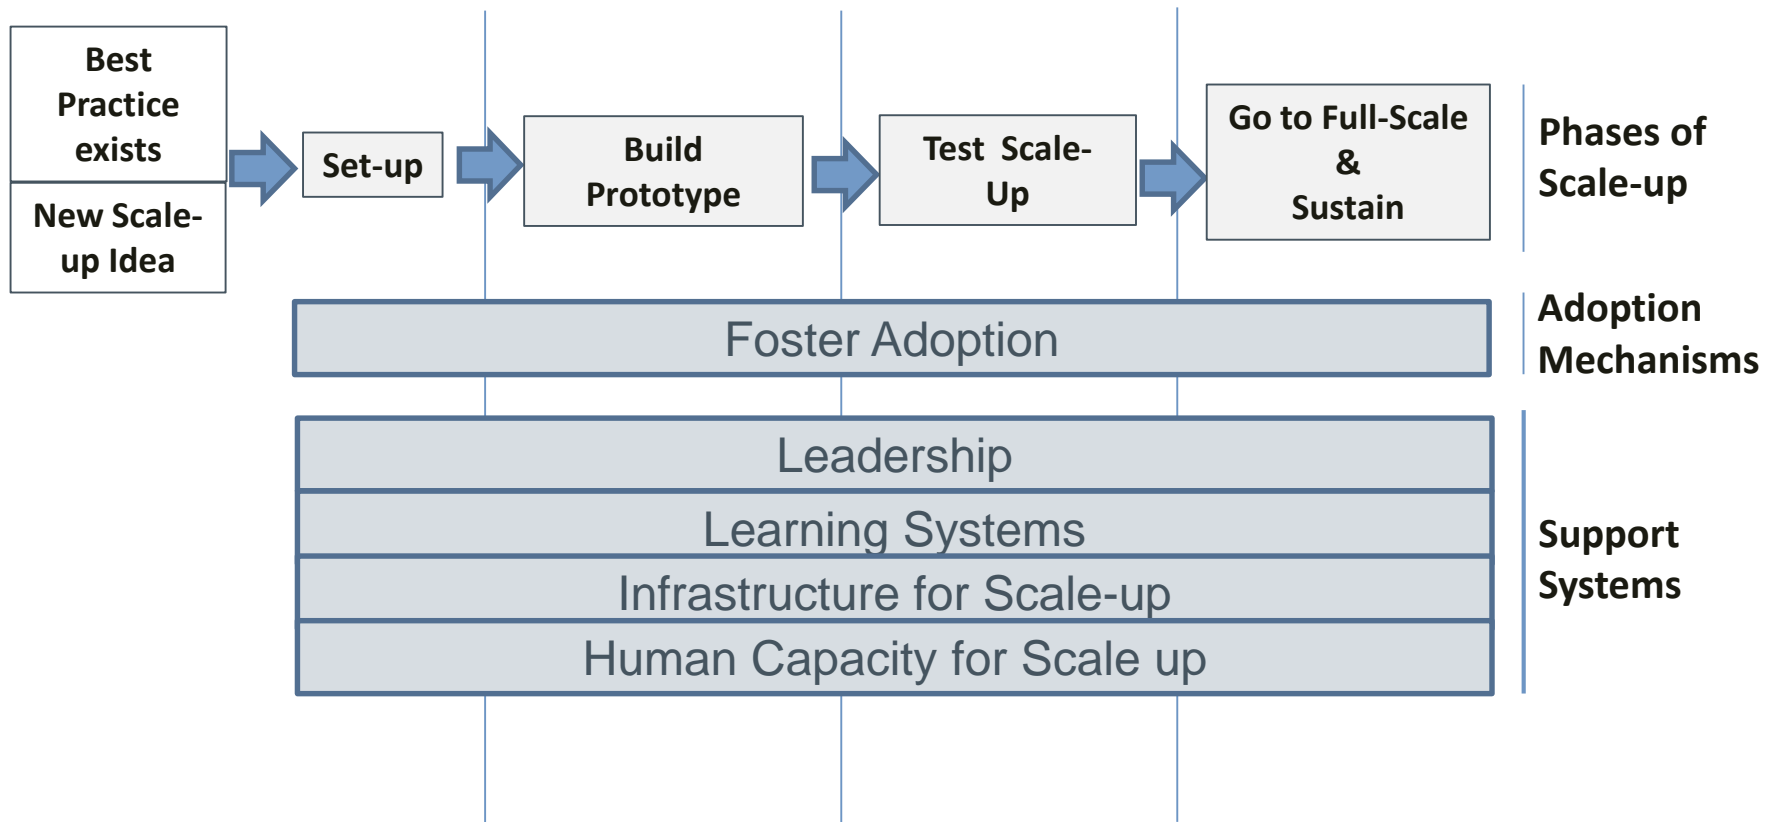 Best
Practice
exists
New Scale-
up Idea
Set-up
Build
Prototype
Test Scale-
Up
Go to Full-Scale
&
Sustain
Phases of
Scale-up
Foster Adoption
Adoption
Mechanisms
Leadership
Learning Systems
Infrastructure for Scale-up
Human Capacity for Scale up
Support
Systems